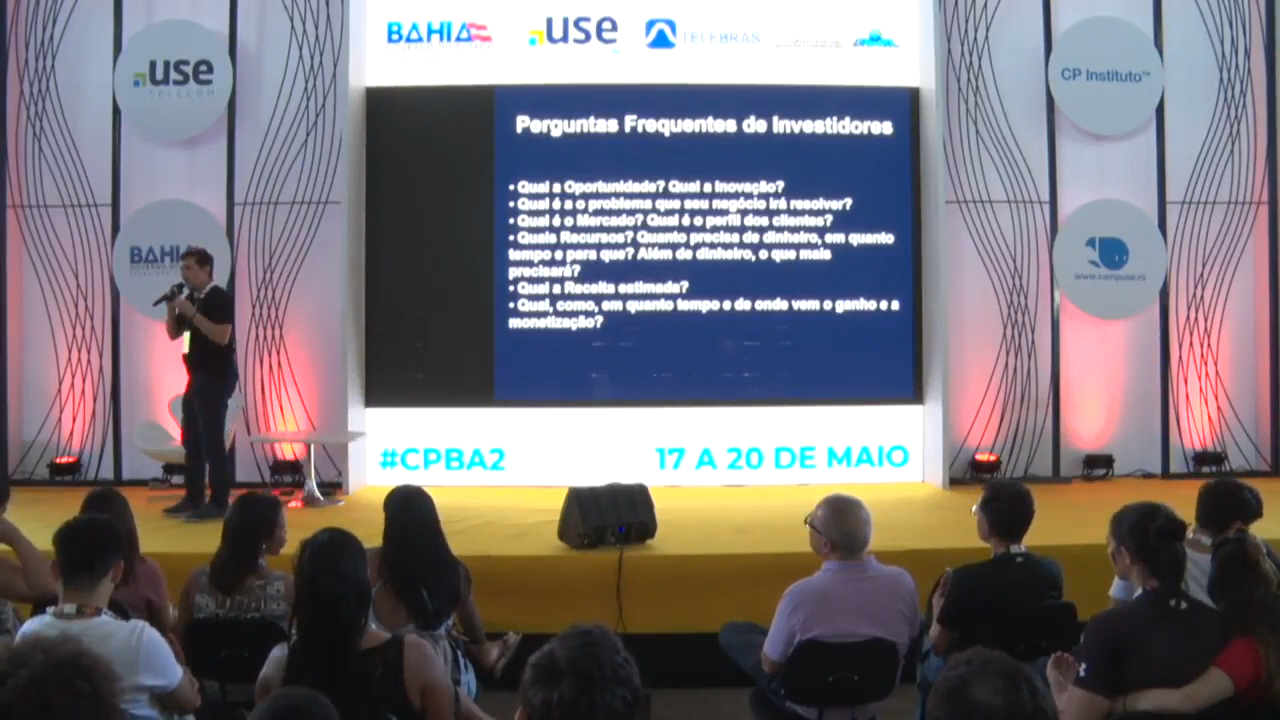 BAHIA
use
TELEBRAS
use
TELECOM
CP Instituto™
BAHIA
www.campuse.ro
Perguntas Frequentes de Investidores
• Qual a Oportunidade? Qual a Inovação?
• Qual é a o problema que seu negócio irá resolver?
• Qual é o Mercado? Qual é o perfil dos clientes?
• Quais Recursos? Quanto precisa de dinheiro, em quanto
tempo e para que? Além de dinheiro, o que mais
precisará?
• Qual a Receita estimada?
• Qual, como, em quanto tempo e de onde vem o ganho e a
monetização?
#CPBA2
17 A 20 DE MAIO